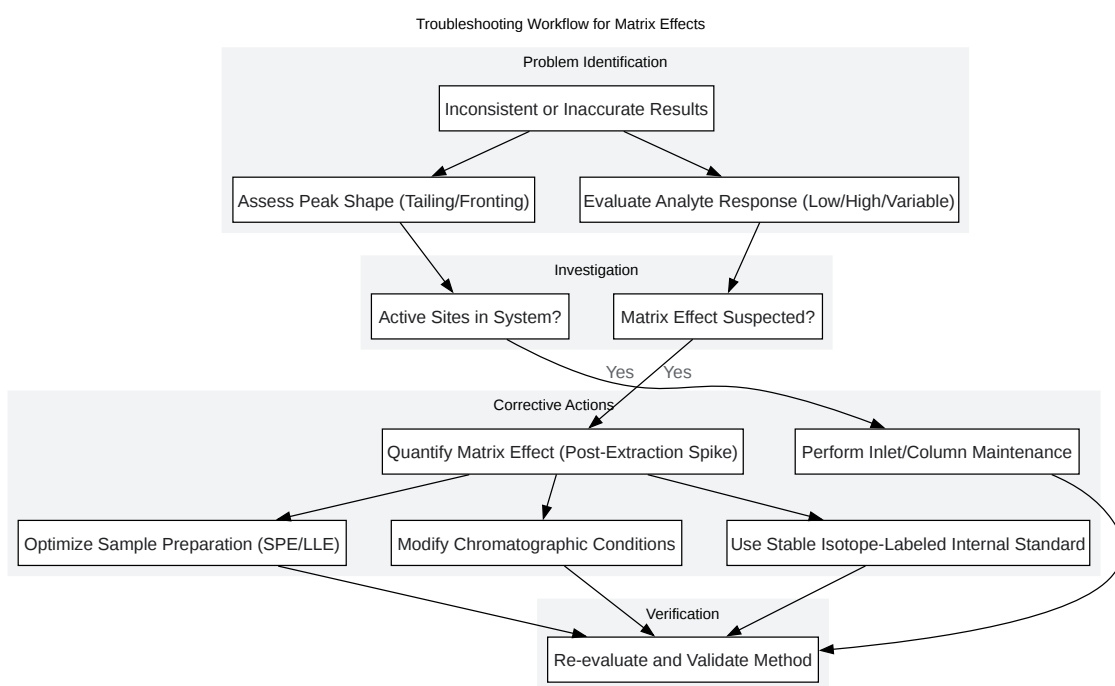 Troubleshooting Workflow for Matrix Effects
Problem Identification
Inconsistent or Inaccurate Results
Assess Peak Shape (Tailing/Fronting)
Evaluate Analyte Response (Low/High/Variable)
Investigation
Active Sites in System?
Matrix Effect Suspected?
Yes
Yes
Corrective Actions
Quantify Matrix Effect (Post-Extraction Spike)
Perform Inlet/Column Maintenance
Optimize Sample Preparation (SPE/LLE)
Modify Chromatographic Conditions
Use Stable Isotope-Labeled Internal Standard
Verification
Re-evaluate and Validate Method